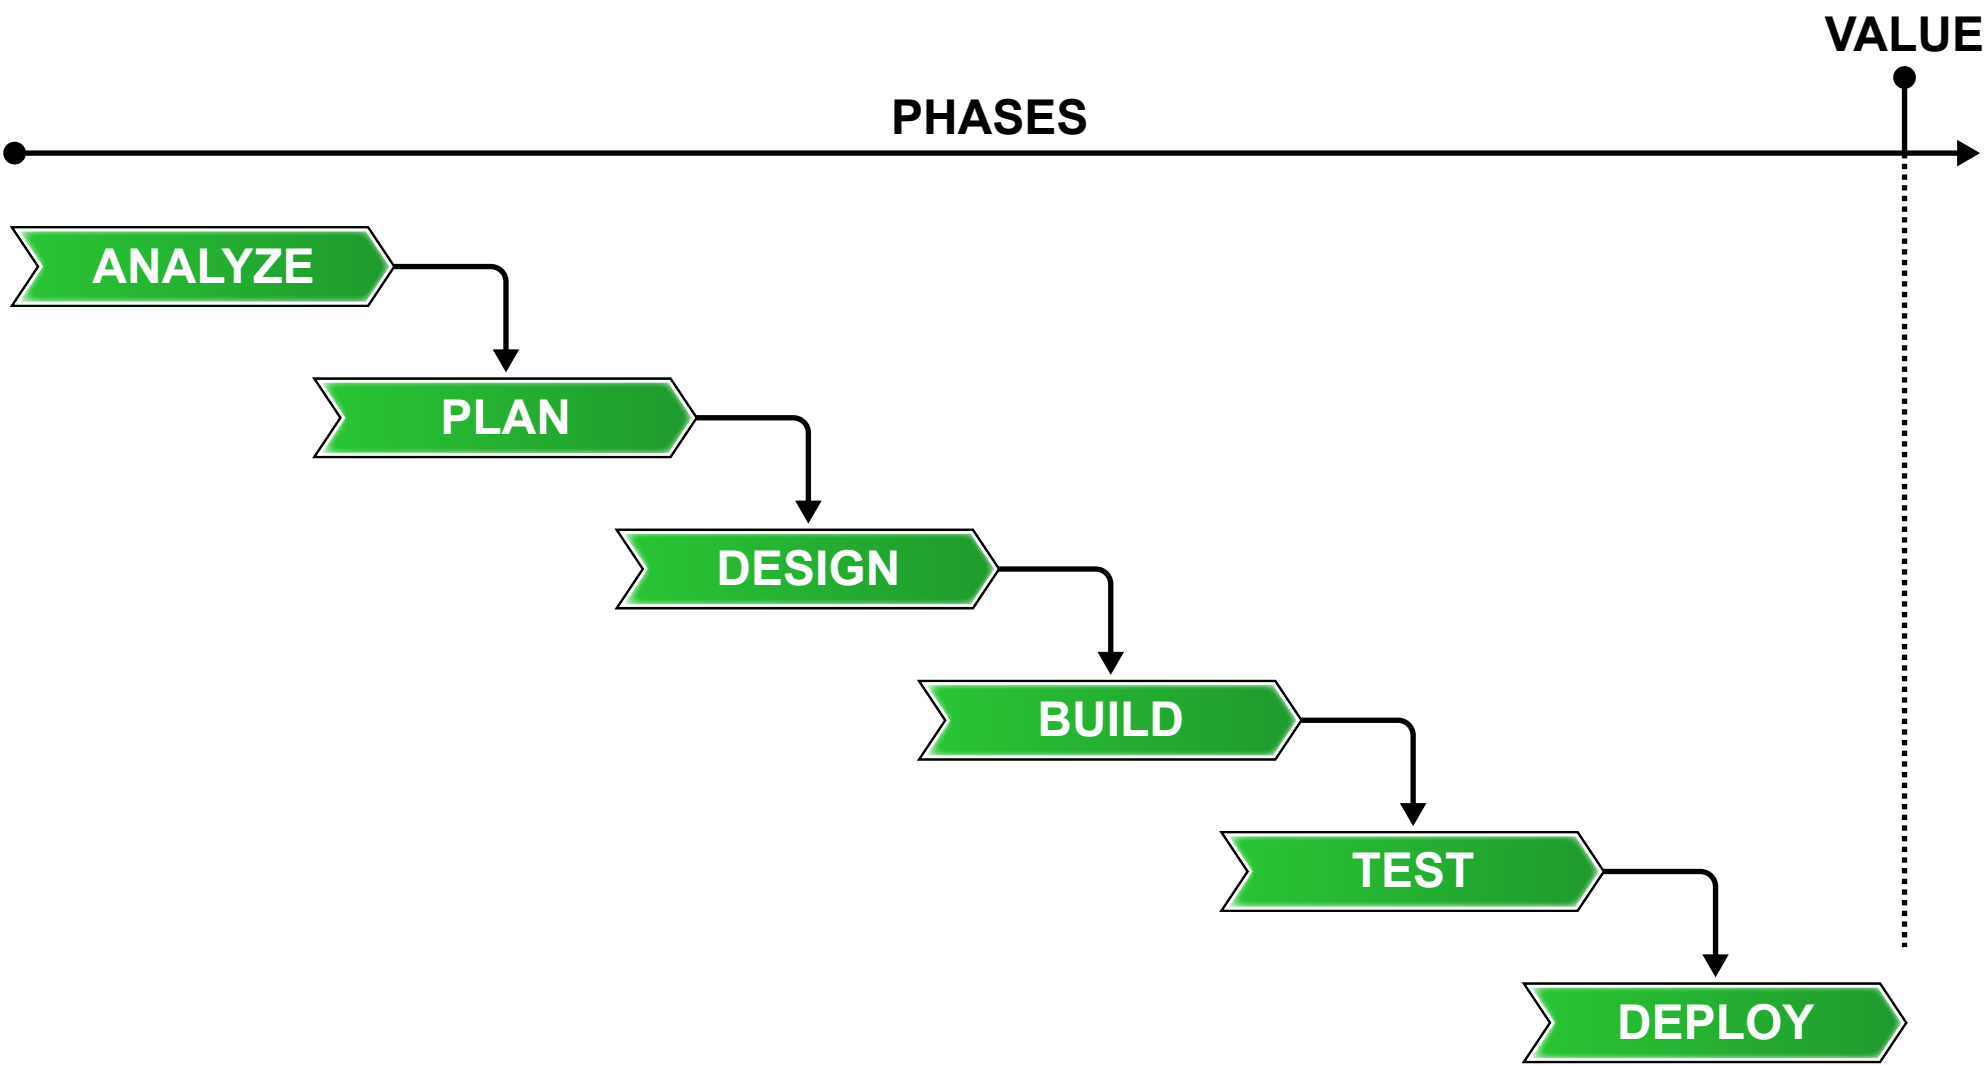 VALUE
PHASES
ANALYZE
PLAN
DESIGN
BUILD
TEST
DEPLOY